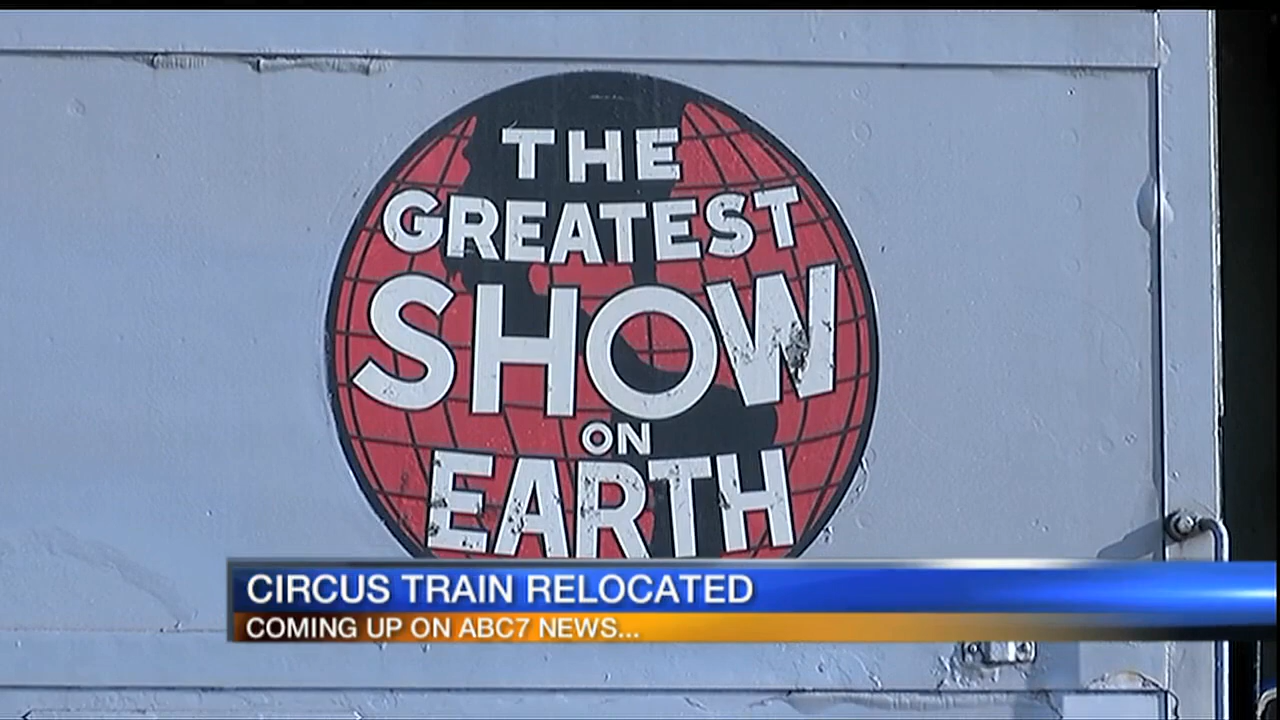 THE
GREATEST
SHOW
ON
EARTH
CIRCUS TRAIN RELOCATED
COMING UP ON ABC7 NEWS...